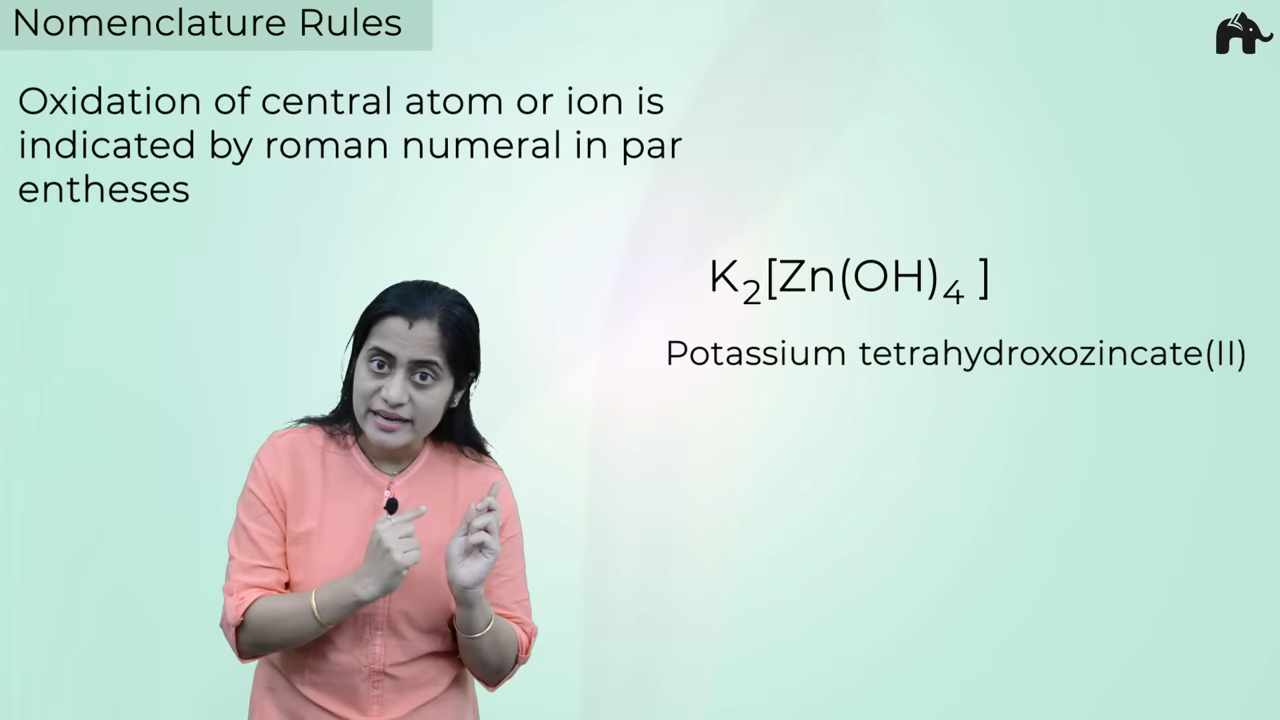 Nomenclature Rules
Oxidation of central atom or ion is
indicated by roman numeral in par
entheses
K₂[Zn(OH)₄ ]
Potassium tetrahydroxozincate(II)